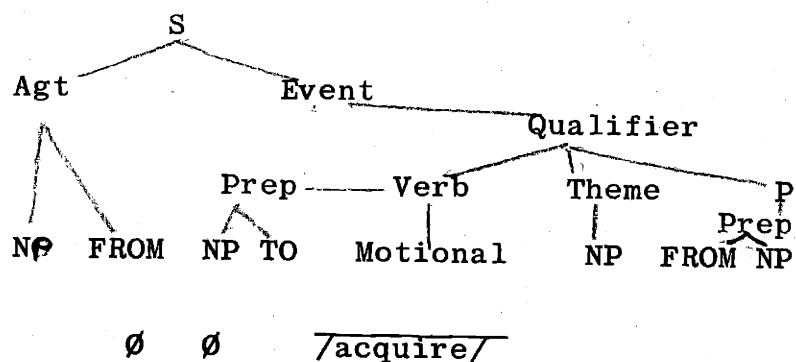 S
Agt Event
Qualifier
Prep Verb Theme P
Prep
NP FROM NP TO Motional NP FROM NP
Ø Ø /acquire/